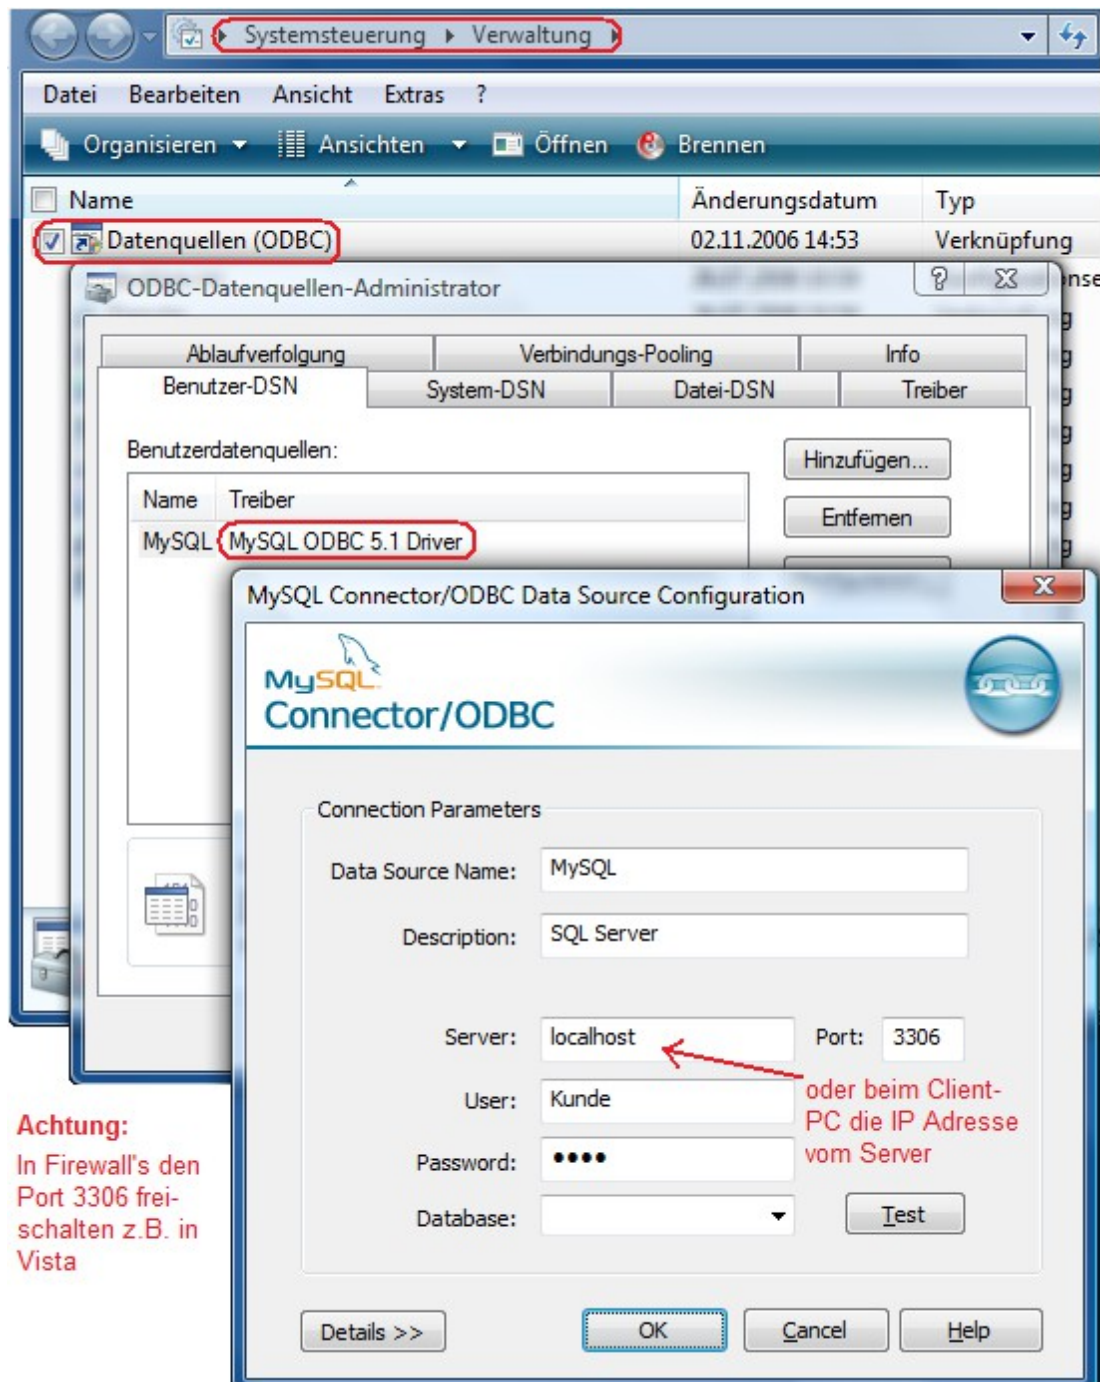 Systemsteuerung Verwaltung
Datei Bearbeiten Ansicht Extras ?
Organisieren Ansichten Öffnen Brennen
Name Änderungsdatum Typ
Datenquellen (ODBC) 02.11.2006 14:53 Verknüpfung
ODBC-Datenquellen-Administrator
Ablaufverfolgung Verbindungs-Pooling Info
Benutzer-DSN System-DSN Datei-DSN Treiber
Benutzerdatenquellen:
Hinzufügen...
Name Treiber
Entfernen
MySQL MySQL ODBC 5.1 Driver
MySQL Connector/ODBC Data Source Configuration
MySQL
Connector/ODBC
Connection Parameters
Data Source Name: MySQL
Description: SQL Server
Server: localhost Port: 3306
User: Kunde
Password: ••••
Database:
Test
oder beim Client-
PC die IP Adresse
vom Server
Achtung:
In Firewall's den
Port 3306 frei-
schalten z.B. in
Vista
Details >> OK Cancel Help